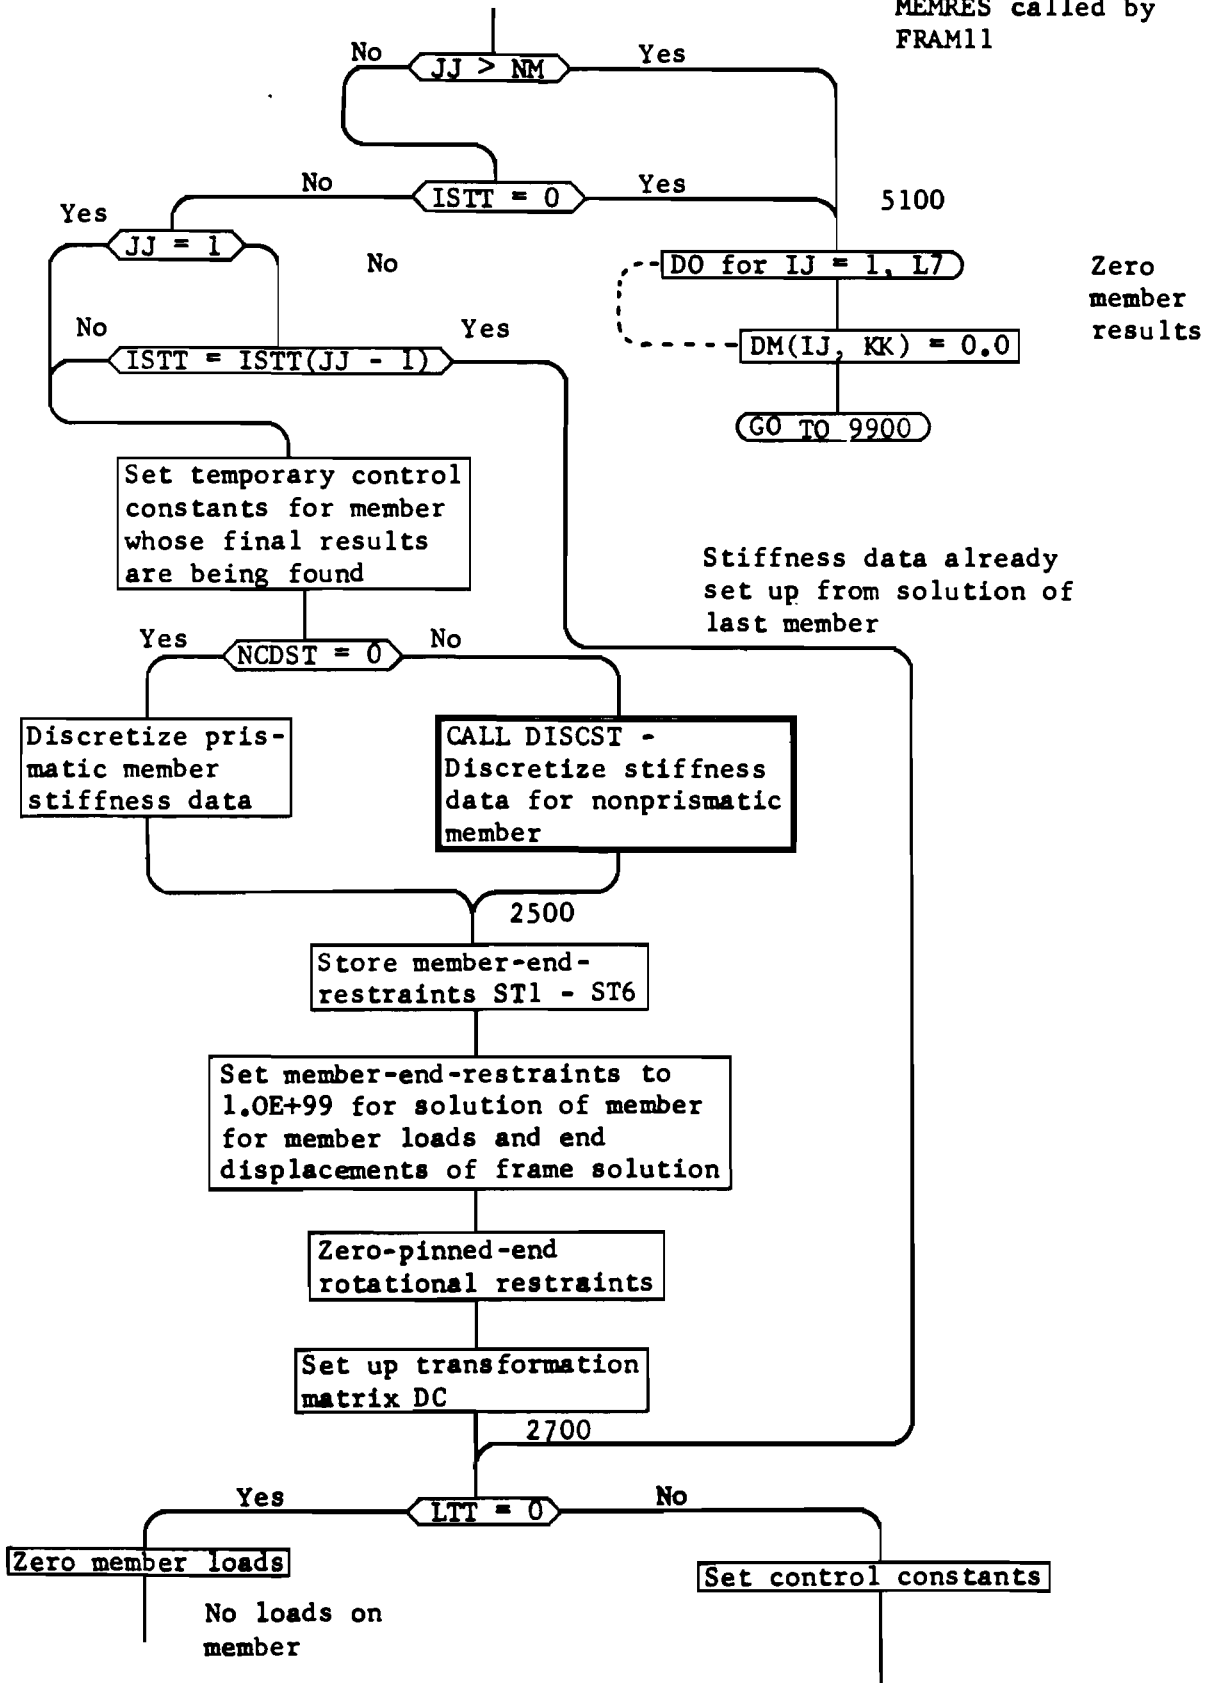 MEMRES called by
FRAM11
No
JJ > NM
Yes
No
ISTT = 0
Yes
5100
Yes
JJ = 1
No
DO for IJ = 1, L7
Zero
member
results
No
ISTT = ISTT(JJ - 1)
Yes
DM(IJ, KK) = 0.0
GO TO 9900
Set temporary control
constants for member
whose final results
are being found
Stiffness data already
set up from solution of
last member
Yes
NCDST = 0
No
Discretize pris-
matic member
stiffness data
CALL DISCST -
Discretize stiffness
data for nonprismatic
member
2500
Store member-end-
restraints ST1 - ST6
Set member-end-restraints to
1.0E+99 for solution of member
for member loads and end
displacements of frame solution
Zero-pinned-end
rotational restraints
Set up transformation
matrix DC
2700
Yes
LTT = 0
No
Zero member loads
Set control constants
No loads on
member